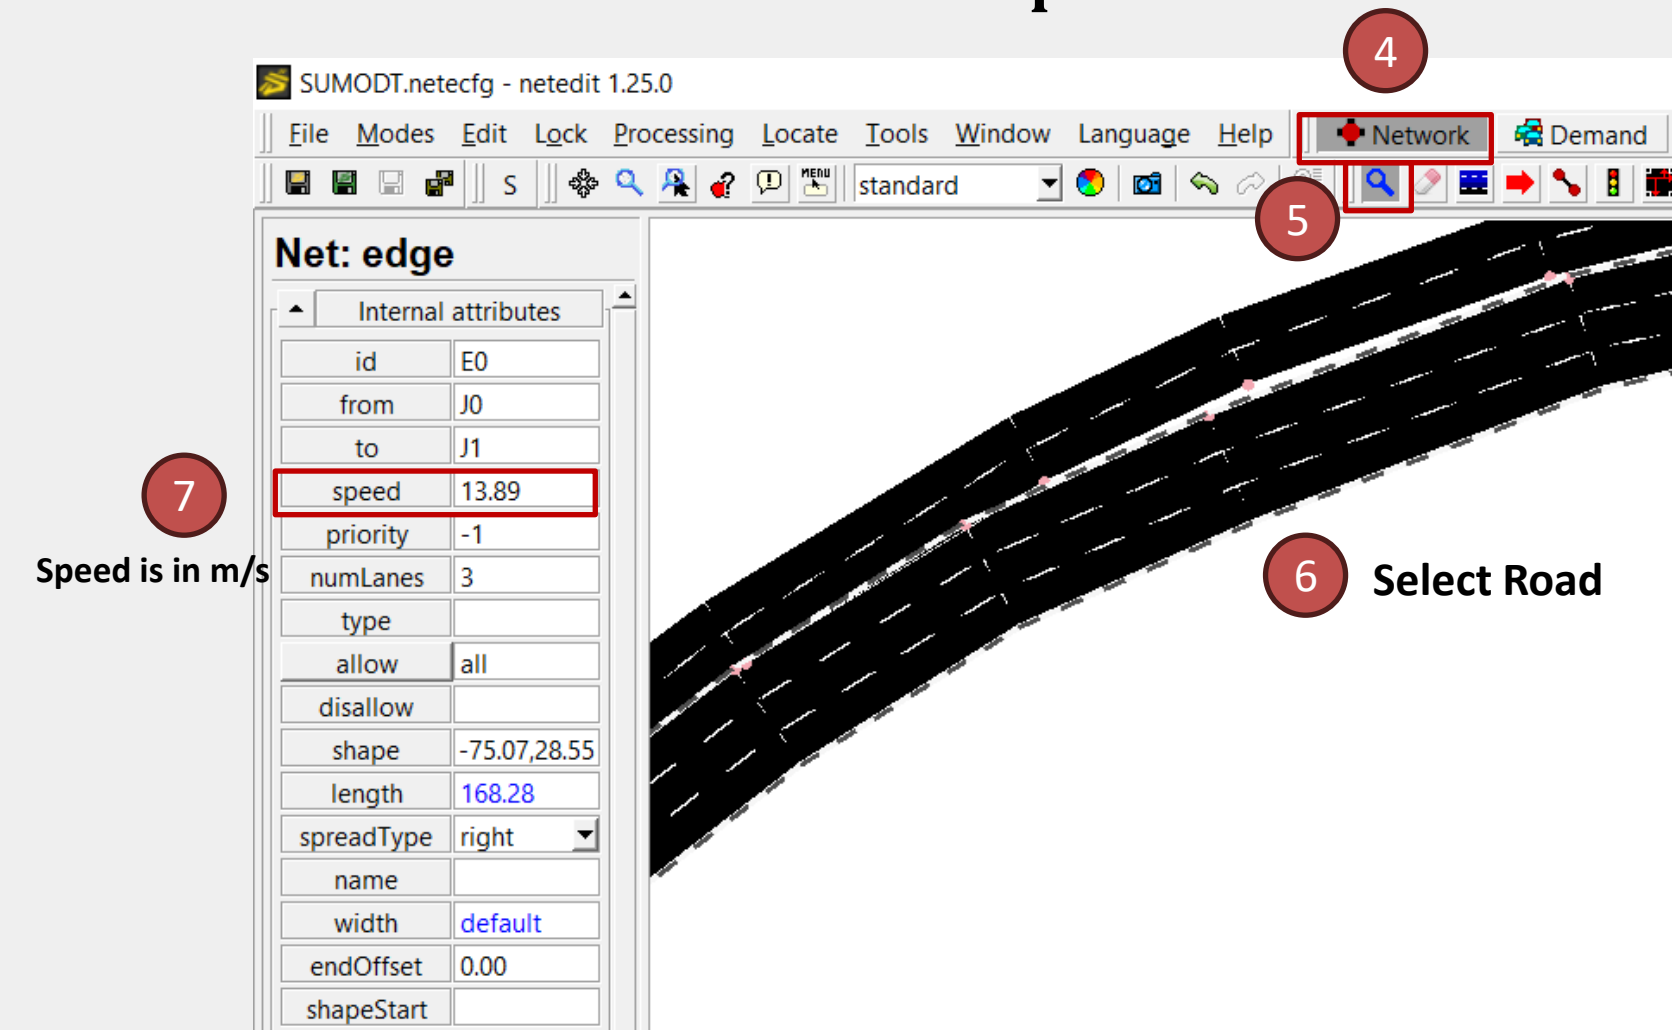 4
SUMODT.netecfg - netedit 1.25.0
File Modes Edit Lock Processing Locate Tools Window Language Help Network Demand
S MENU standard
5
Net: edge
Internal attributes
id E0
from J0
to J1
7
speed 13.89
priority -1
Speed is in m/s
numLanes 3
6 Select Road
type
allow all
disallow
shape -75.07,28.55
length 168.28
spreadType right
name
width default
endOffset 0.00
shapeStart